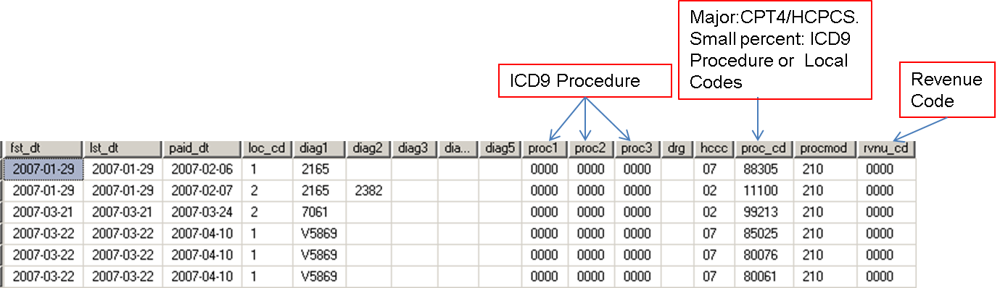 Major:CPT4/HCPCS.
Small percent: ICD9
Procedure or Local
Codes
ICD9 Procedure
Revenue
Code
fst_dt lst_dt paid_dt loc_cd diag1 diag2 diag3 dia... diag5 proc1 proc2 proc3 drg hccc proc_cd procmod rvnu_cd
2007-01-29 2007-01-29 2007-02-06 1 2165 0000 0000 0000 07 88305 210 0000
2007-01-29 2007-01-29 2007-02-07 2 2165 2382 0000 0000 0000 02 11100 210 0000
2007-03-21 2007-03-21 2007-03-24 2 7061 0000 0000 0000 02 99213 210 0000
2007-03-22 2007-03-22 2007-04-10 1 V5869 0000 0000 0000 07 85025 210 0000
2007-03-22 2007-03-22 2007-04-10 1 V5869 0000 0000 0000 07 80076 210 0000
2007-03-22 2007-03-22 2007-04-10 1 V5869 0000 0000 0000 07 80061 210 0000